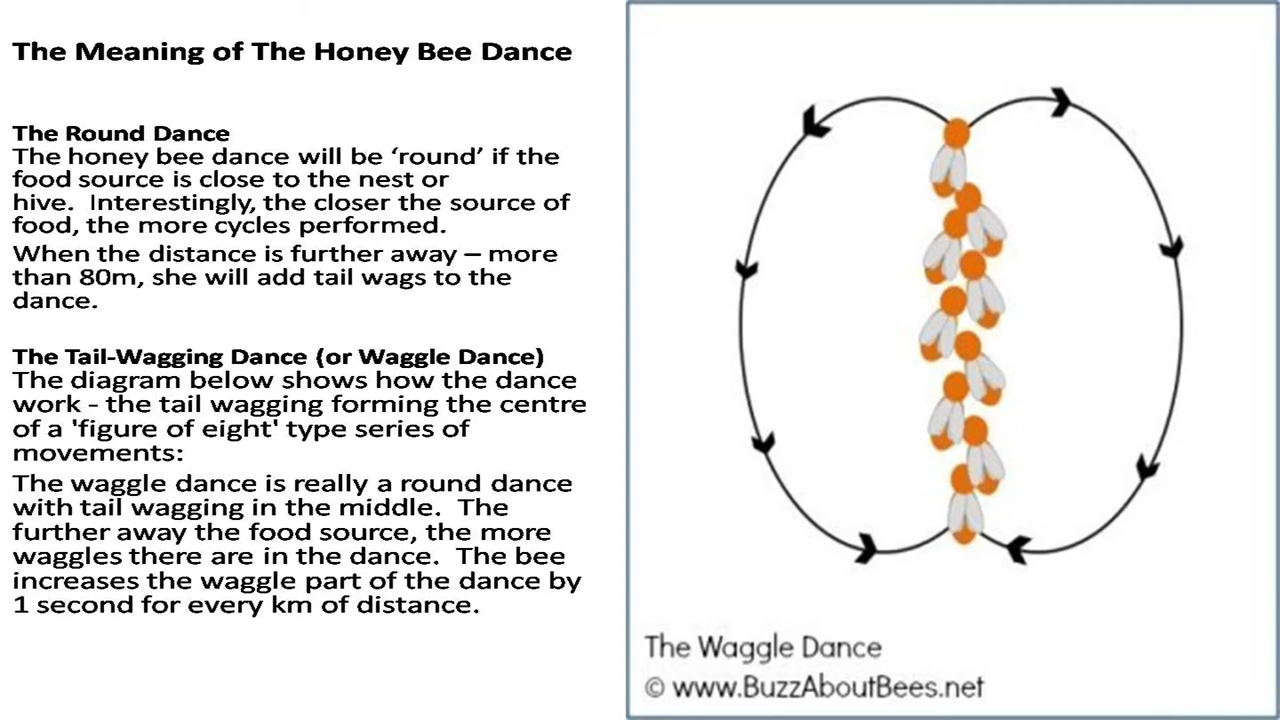 The Meaning of The Honey Bee Dance
The Round Dance
The honey bee dance will be ‘round’ if the
food source is close to the nest or
hive.  Interestingly, the closer the source of
food, the more cycles performed.
When the distance is further away – more
than 80m, she will add tail wags to the
dance.
The Tail-Wagging Dance (or Waggle Dance)
The diagram below shows how the dance
work - the tail wagging forming the centre
of a 'figure of eight' type series of
movements:
The waggle dance is really a round dance
with tail wagging in the middle.  The
further away the food source, the more
waggles there are in the dance.  The bee
increases the waggle part of the dance by
1 second for every km of distance.
The Waggle Dance
© www.BuzzAboutBees.net